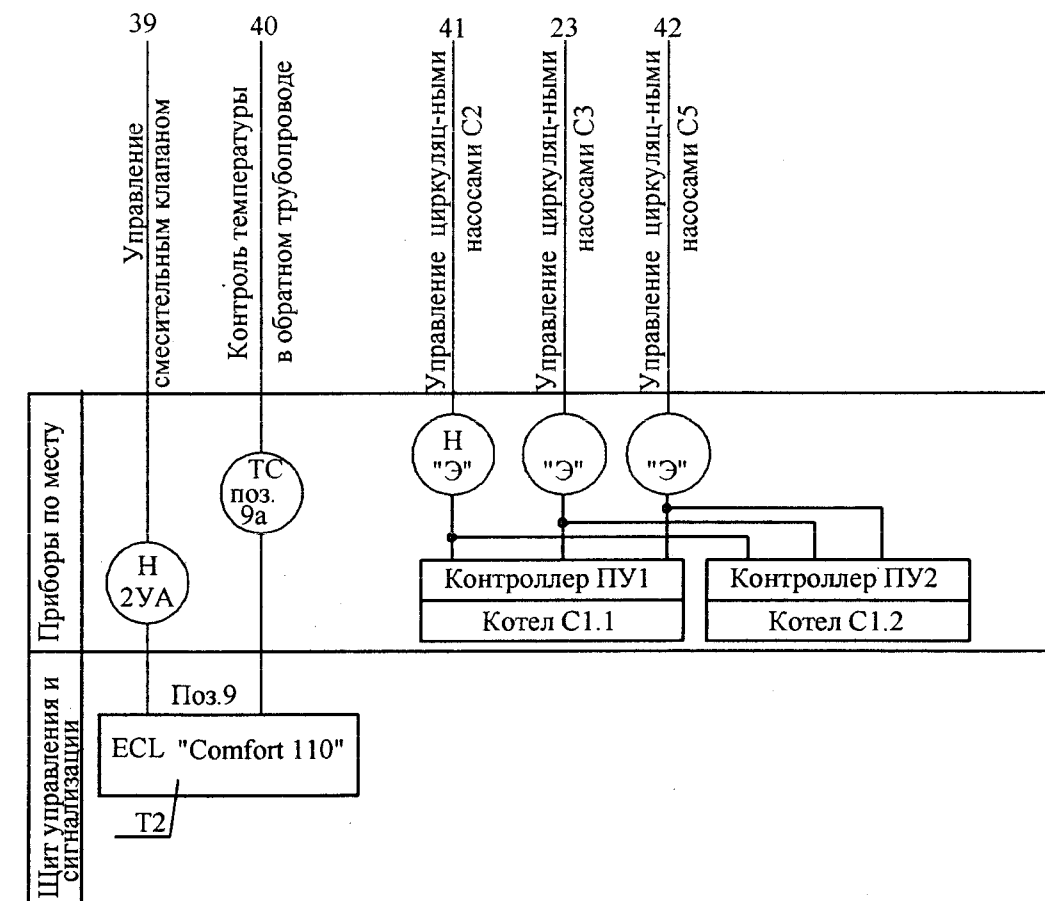 39
40
41
23
42
Управление
смесительным клапаном
Контроль температуры
в обратном трубопроводе
Управление циркуляц-ными
насосами С2
Управление циркуляц-ными
насосами С3
Управление циркуляц-ными
насосами С5
Приборы по месту
Н
"Э"
"Э"
"Э"
ТС
поз.
9а
Н
2УА
Контроллер ПУ1
Котел С1.1
Контроллер ПУ2
Котел С1.2
Щит управления и
сигнализации
Поз.9
ECL "Comfort 110"
Т2